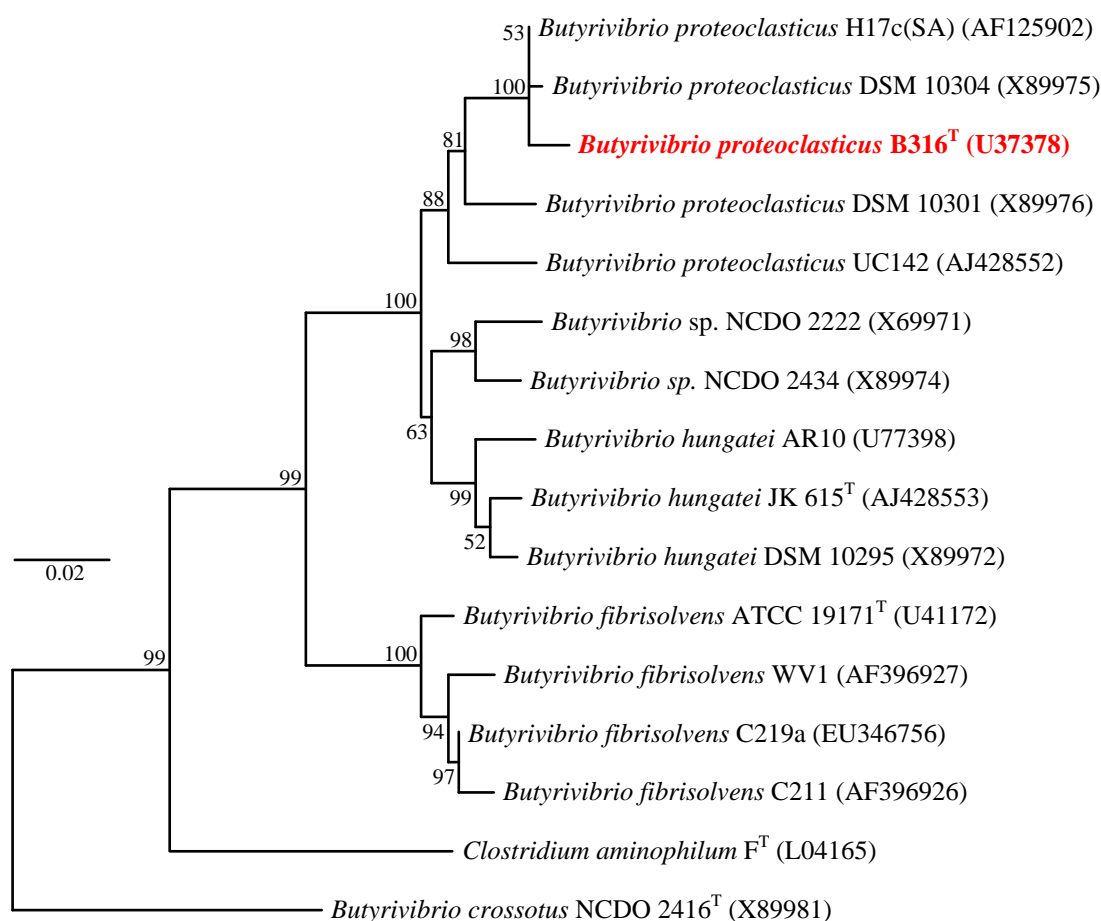 53 Butyrivibrio proteoclasticus H17c(SA) (AF125902)
100 Butyrivibrio proteoclasticus DSM 10304 (X89975)
81 Butyrivibrio proteoclasticus B316T (U37378)
88 Butyrivibrio proteoclasticus DSM 10301 (X89976)
Butyrivibrio proteoclasticus UC142 (AJ428552)
100
Butyrivibrio sp. NCDO 2222 (X69971)
98
Butyrivibrio sp. NCDO 2434 (X89974)
63
Butyrivibrio hungatei AR10 (U77398)
99
Butyrivibrio hungatei JK 615T (AJ428553)
99
52
Butyrivibrio hungatei DSM 10295 (X89972)
0.02
Butyrivibrio fibrisolvens ATCC 19171T (U41172)
100
99
Butyrivibrio fibrisolvens WV1 (AF396927)
94
Butyrivibrio fibrisolvens C219a (EU346756)
97
Butyrivibrio fibrisolvens C211 (AF396926)
Clostridium aminophilum FT (L04165)
Butyrivibrio crossotus NCDO 2416T (X89981)